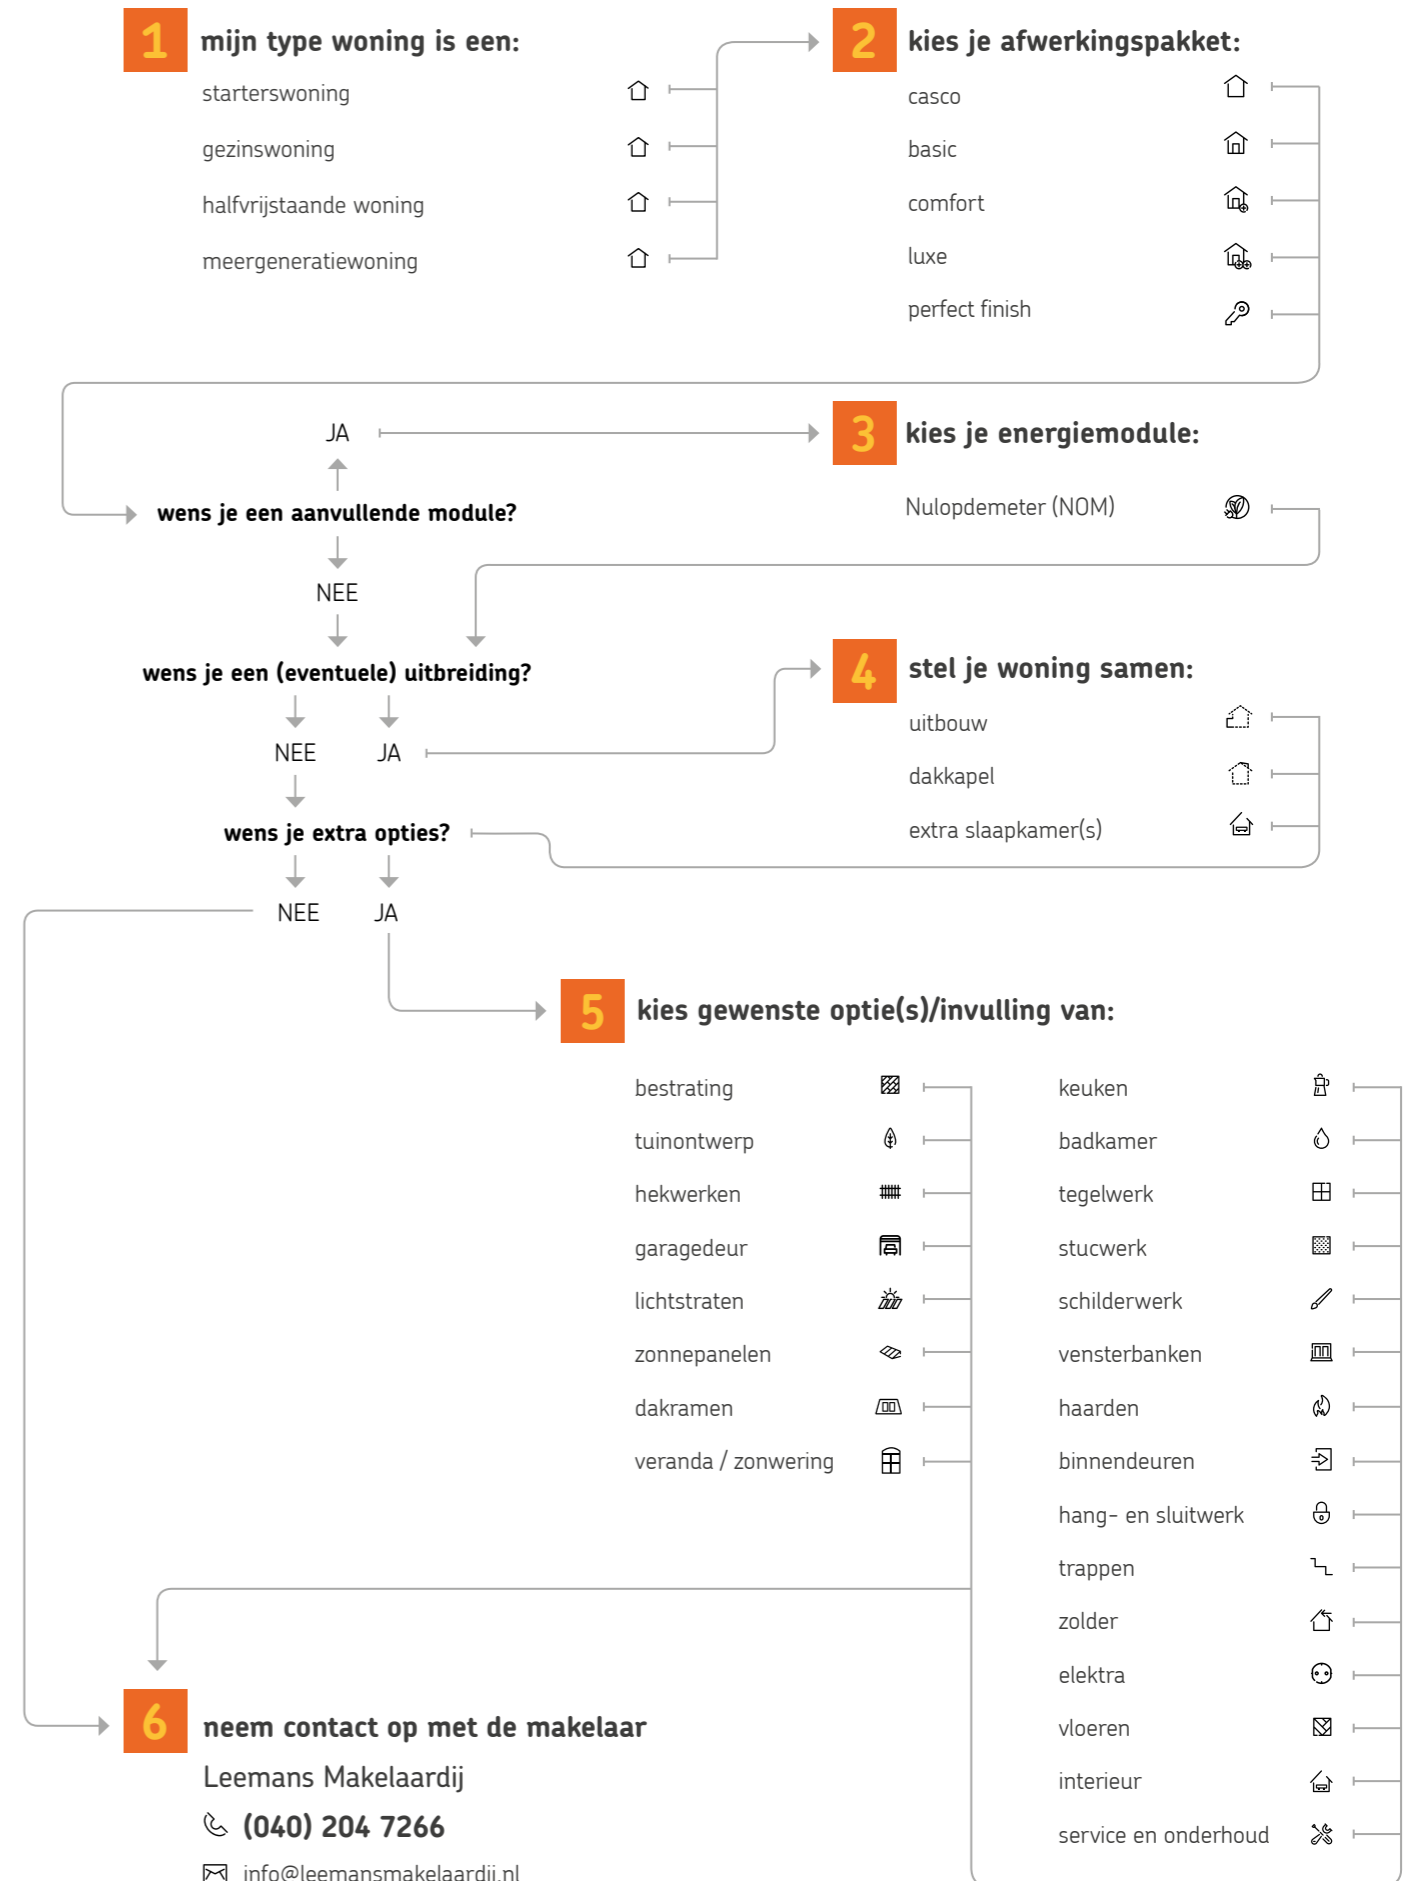 1 mijn type woning is een:
starterswoning
gezinswoning
halfvrijstaande woning
meergeneratiewoning
2 kies je afwerkingspakket:
casco
basic
comfort
luxe
perfect finish
JA
wens je een aanvullende module?
NEE
3 kies je energiemodule:
Nulopdemeter (NOM)
wens je een (eventuele) uitbreiding?
NEE JA
4 stel je woning samen:
uitbouw
dakkapel
extra slaapkamer(s)
wens je extra opties?
NEE JA
5 kies gewenste optie(s)/invulling van:
bestrating
tuinontwerp
hekwerken
garagedeur
lichtstraten
zonnepanelen
dakramen
veranda / zonwering
keuken
badkamer
tegelwerk
stucwerk
schilderwerk
vensterbanken
haarden
binnendeuren
hang- en sluitwerk
trappen
zolder
elektra
vloeren
interieur
service en onderhoud
6 neem contact op met de makelaar
Leemans Makelaardij
(040) 204 7266
info@leemansmakelaardij.nl